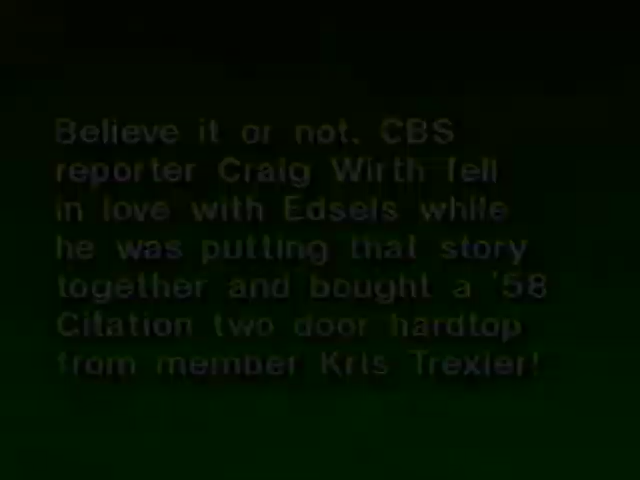 Believe it or not, CBS
reporter Craig Wirth fell
in love with Edsels while
he was putting that story
together and bought a '58
Citation two door hardtop
from member Kris Trexler!